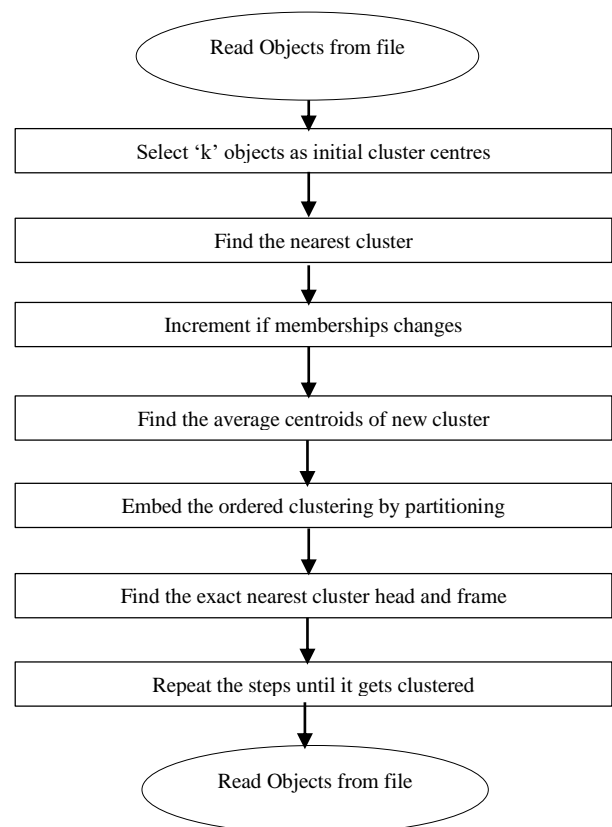 Read Objects from file
Select ‘k’ objects as initial cluster centres
Find the nearest cluster
Increment if memberships changes
Find the average centroids of new cluster
Embed the ordered clustering by partitioning
Find the exact nearest cluster head and frame
Repeat the steps until it gets clustered
Read Objects from file